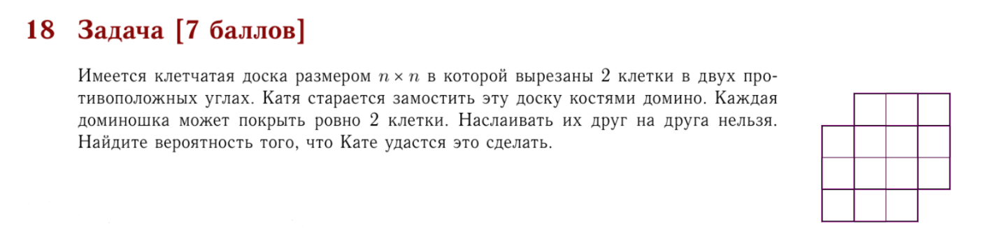 18 Задача [7 баллов]
Имеется клетчатая доска размером n × n в которой вырезаны 2 клетки в двух про-
тивоположных углах. Катя старается замостить эту доску костями домино. Каждая
доминошка может покрыть ровно 2 клетки. Наслаивать их друг на друга нельзя.
Найдите вероятность того, что Кате удастся это сделать.